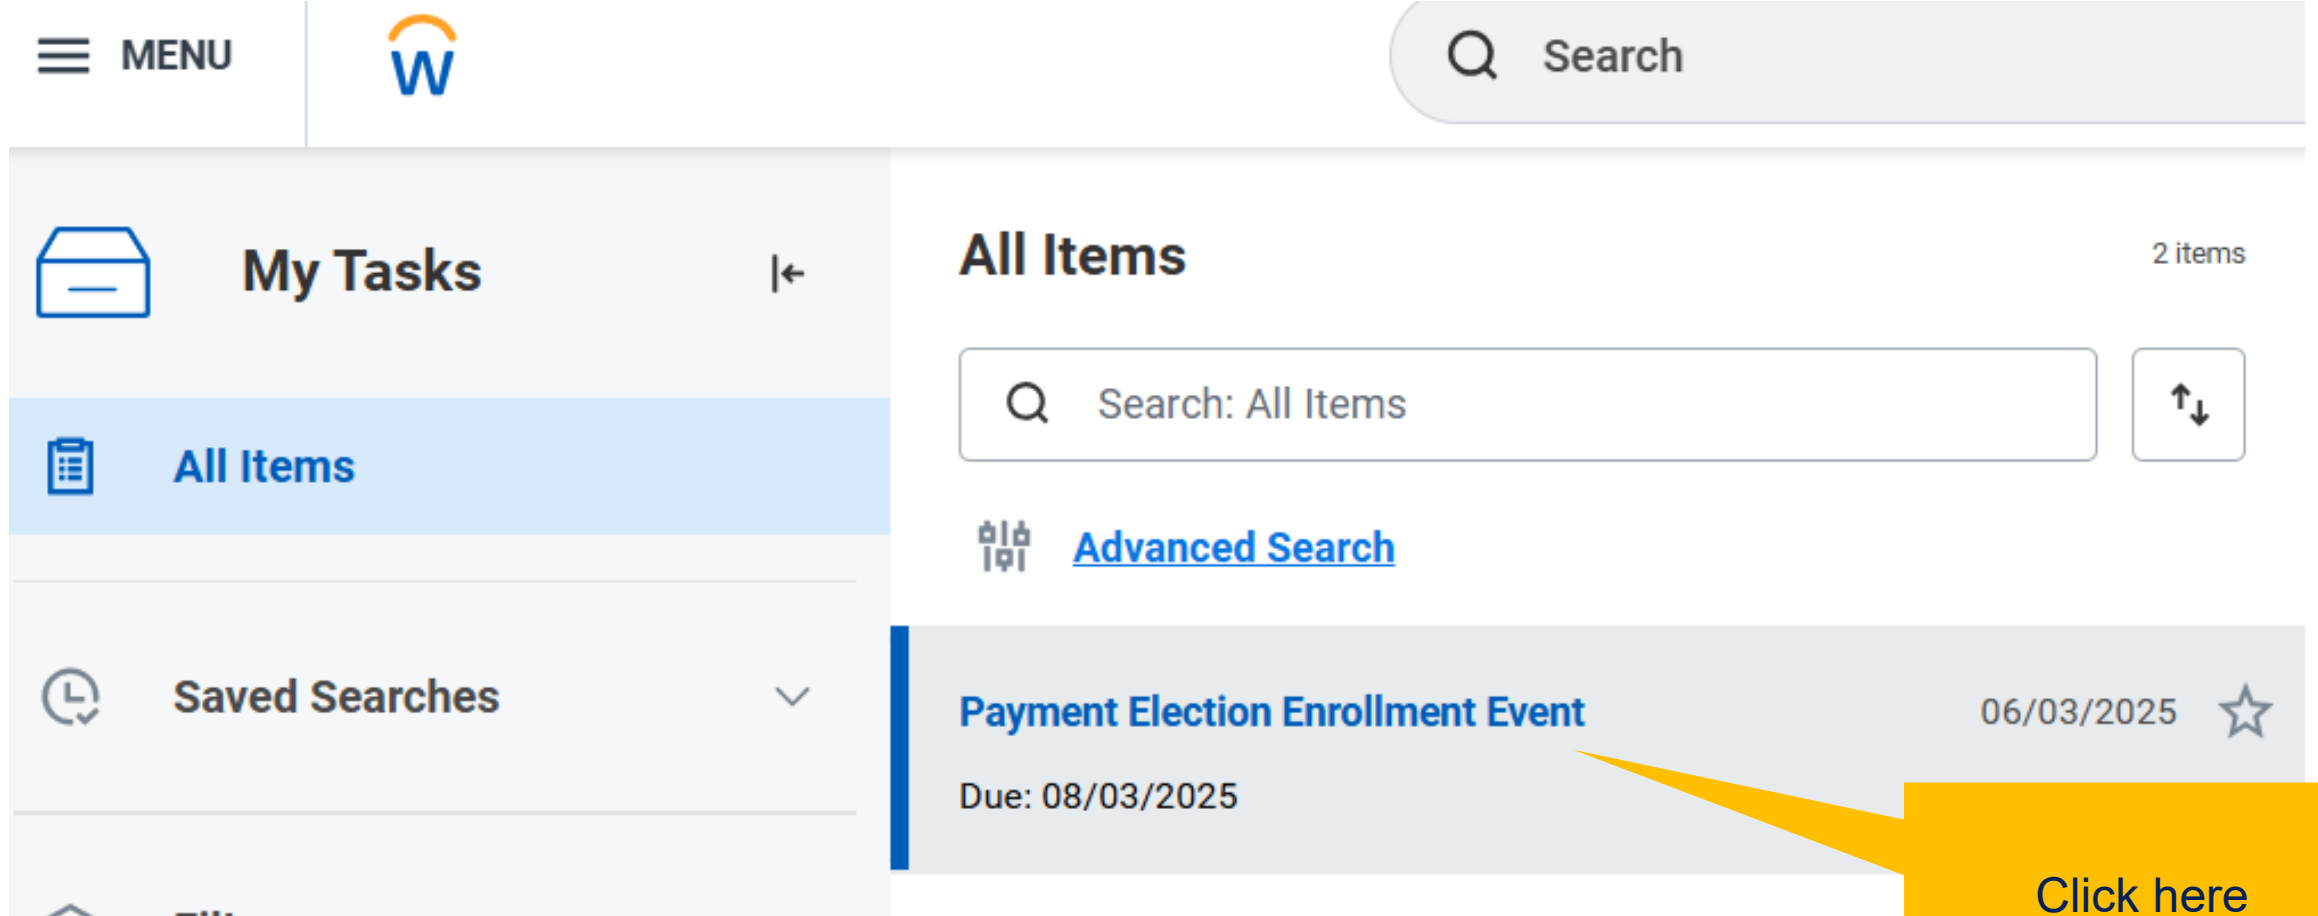 MENU
Search
My Tasks
All Items
2 items
Search: All Items
All Items
Advanced Search
Saved Searches
Payment Election Enrollment Event
06/03/2025
Due: 08/03/2025
Click here